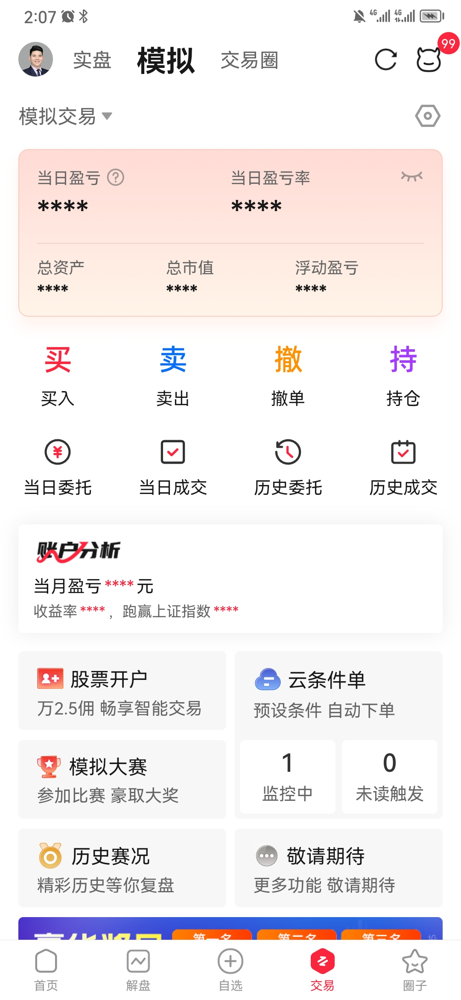 2:07 4G 4G
实盘 模拟 交易圈 99
模拟交易
当日盈亏 ? 当日盈亏率
**** ****
总资产 总市值 浮动盈亏
**** **** ****
买 卖 撤 持
买入 卖出 撤单 持仓
¥
当日委托 当日成交 历史委托 历史成交
账户分析
当月盈亏****元
收益率****，跑赢上证指数****
股票开户
万2.5佣 畅享智能交易
云条件单
预设条件 自动下单
模拟大赛
参加比赛 豪取大奖
1 0
监控中 未读触发
历史赛况
精彩历史等你复盘
敬请期待
更多功能 敬请期待
第一名 第二名 第三名
首页 解盘 自选 交易 圈子